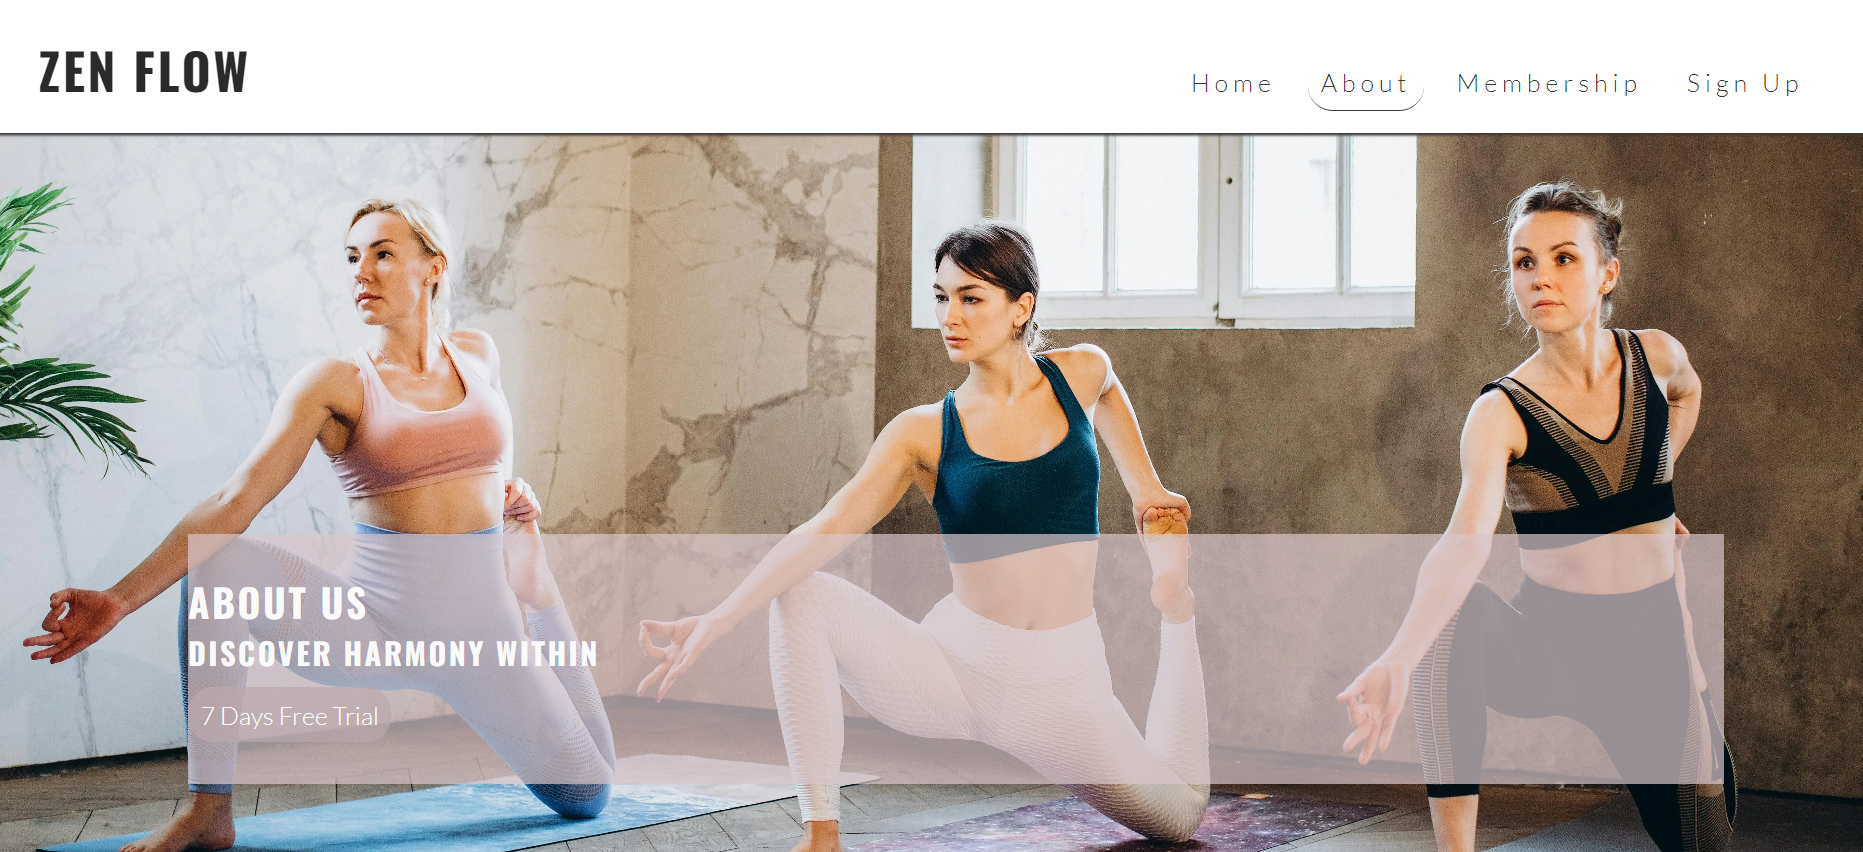 ZEN FLOW
Home About Membership Sign Up
ABOUT US
DISCOVER HARMONY WITHIN
7 Days Free Trial